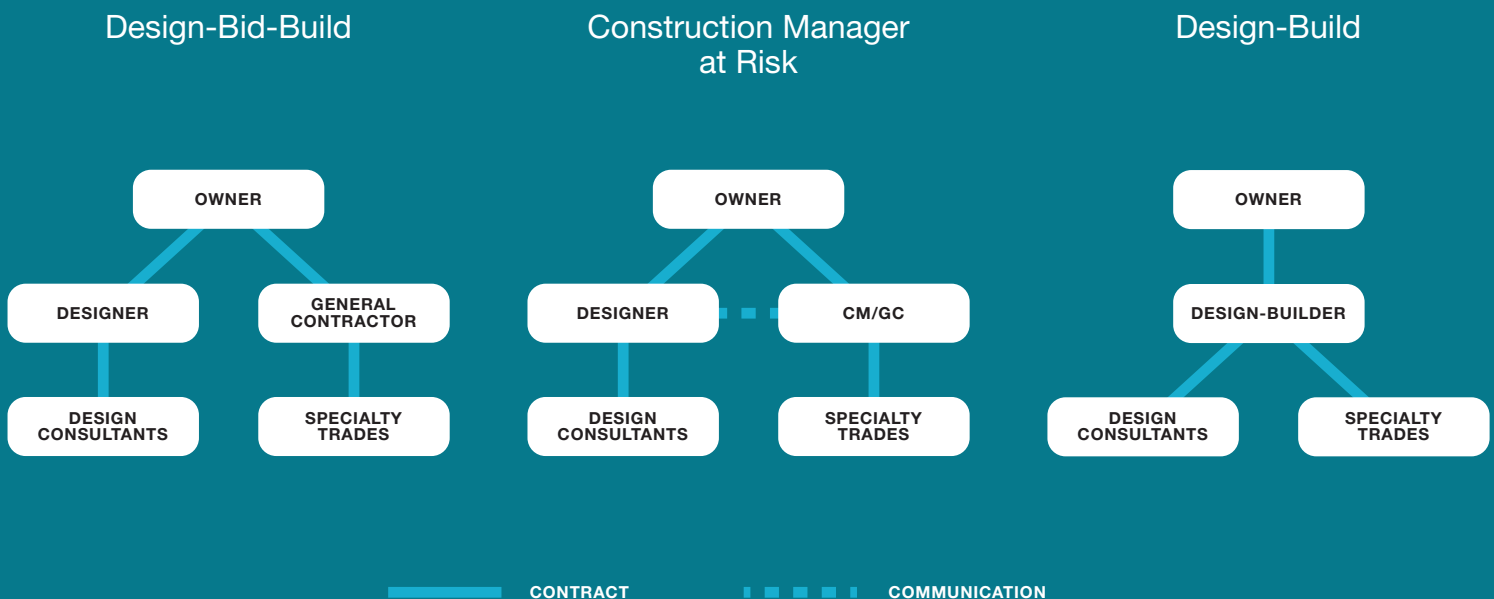 Design-Bid-Build
Construction Manager
at Risk
Design-Build
OWNER
DESIGNER
GENERAL
CONTRACTOR
DESIGN
CONSULTANTS
SPECIALTY
TRADES
OWNER
DESIGNER
CM/GC
DESIGN
CONSULTANTS
SPECIALTY
TRADES
OWNER
DESIGN-BUILDER
DESIGN
CONSULTANTS
SPECIALTY
TRADES
CONTRACT
COMMUNICATION